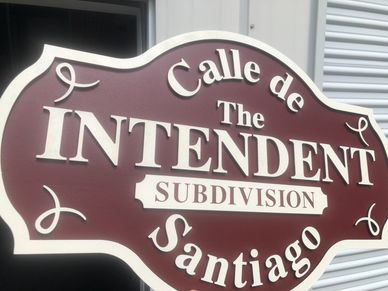 Calle de
The
INTENDENT
SUBDIVISION
Santiago